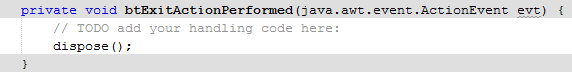 private void btExitActionPerformed(java.awt.event.ActionEvent evt) {
// TODO add your handling code here:
dispose();
}